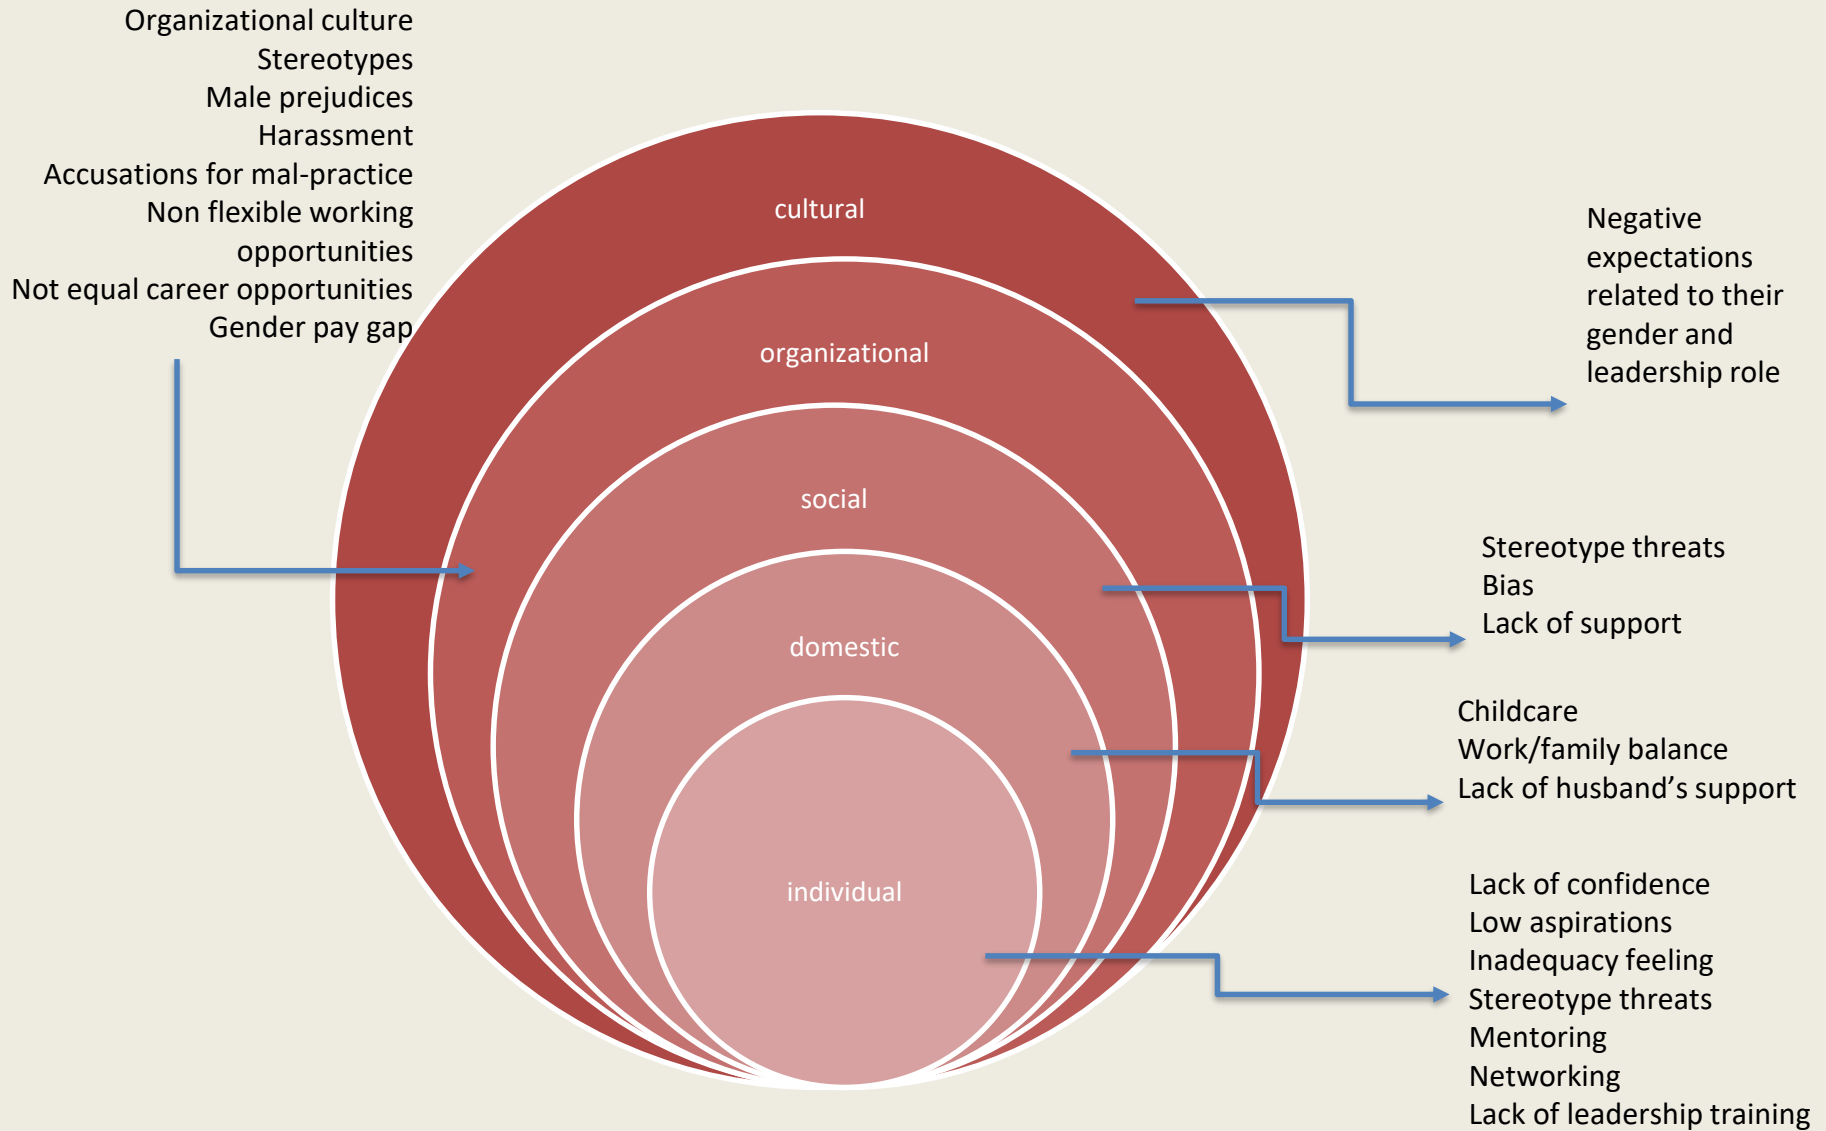 Organizational culture
Stereotypes
Male prejudices
Harassment
Accusations for mal-practice
Non flexible working
opportunities
Not equal career opportunities
Gender pay gap
cultural
organizational
social
domestic
individual
Negative
expectations
related to their
gender and
leadership role
Stereotype threats
Bias
Lack of support
Childcare
Work/family balance
Lack of husband’s support
Lack of confidence
Low aspirations
Inadequacy feeling
Stereotype threats
Mentoring
Networking
Lack of leadership training